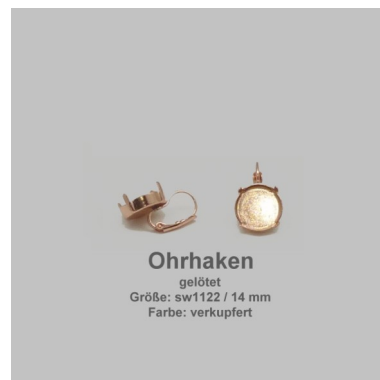 Ohrhaken
gelötet
Größe: sw1122 / 14 mm
Farbe: verkupfert